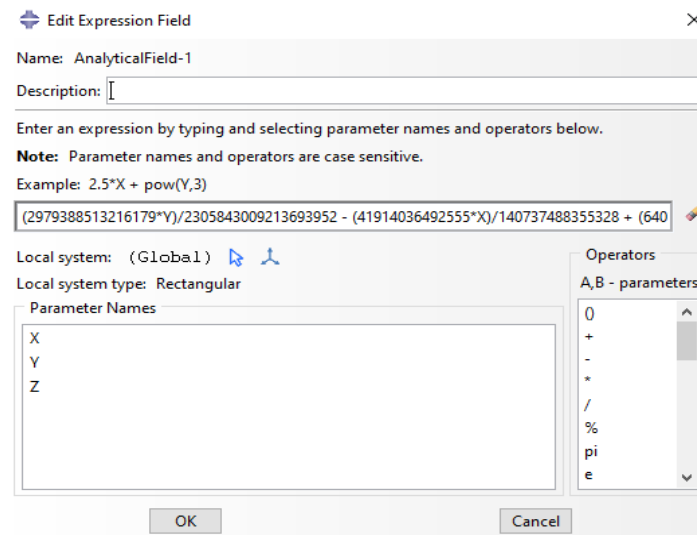 Edit Expression Field
Name: AnalyticalField-1
Description:
Enter an expression by typing and selecting parameter names and operators below.
Note: Parameter names and operators are case sensitive.
Example: 2.5*X + pow(Y,3)
(2979388513216179*Y)/2305843009213693952 - (41914036492555*X)/140737488355328 + (640
Local system: (Global)
Local system type: Rectangular
Parameter Names
X
Y
Z
Operators
A,B - parameters
()
+
-
*
/
%
pi
e
OK
Cancel